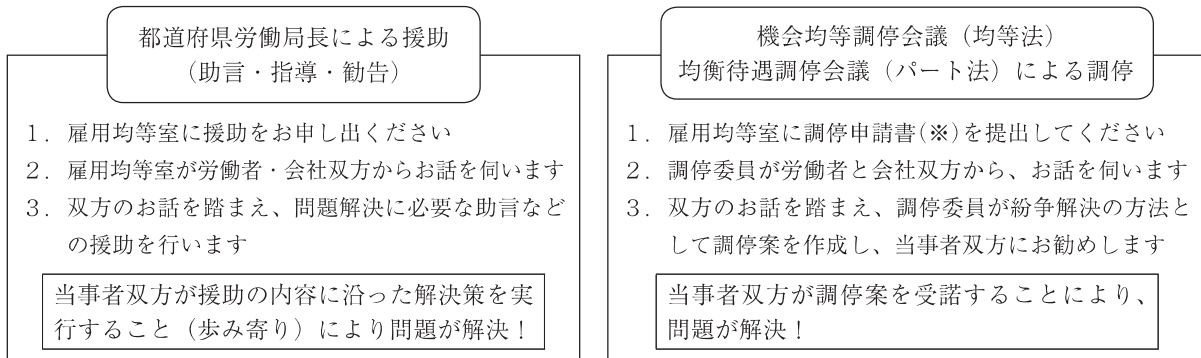 都道府県労働局長による援助
（助言・指導・勧告）
1．雇用均等室に援助をお申し出ください
2．雇用均等室が労働者・会社双方からお話を伺います
3．双方のお話を踏まえ、問題解決に必要な助言など
の援助を行います
当事者双方が援助の内容に沿った解決策を実
行すること（歩み寄り）により問題が解決！
機会均等調停会議（均等法）
均衡待遇調停会議（パート法）による調停
1．雇用均等室に調停申請書(※)を提出してください
2．調停委員が労働者と会社双方から、お話を伺います
3．双方のお話を踏まえ、調停委員が紛争解決の方法と
して調停案を作成し、当事者双方にお勧めします
当事者双方が調停案を受諾することにより、
問題が解決！